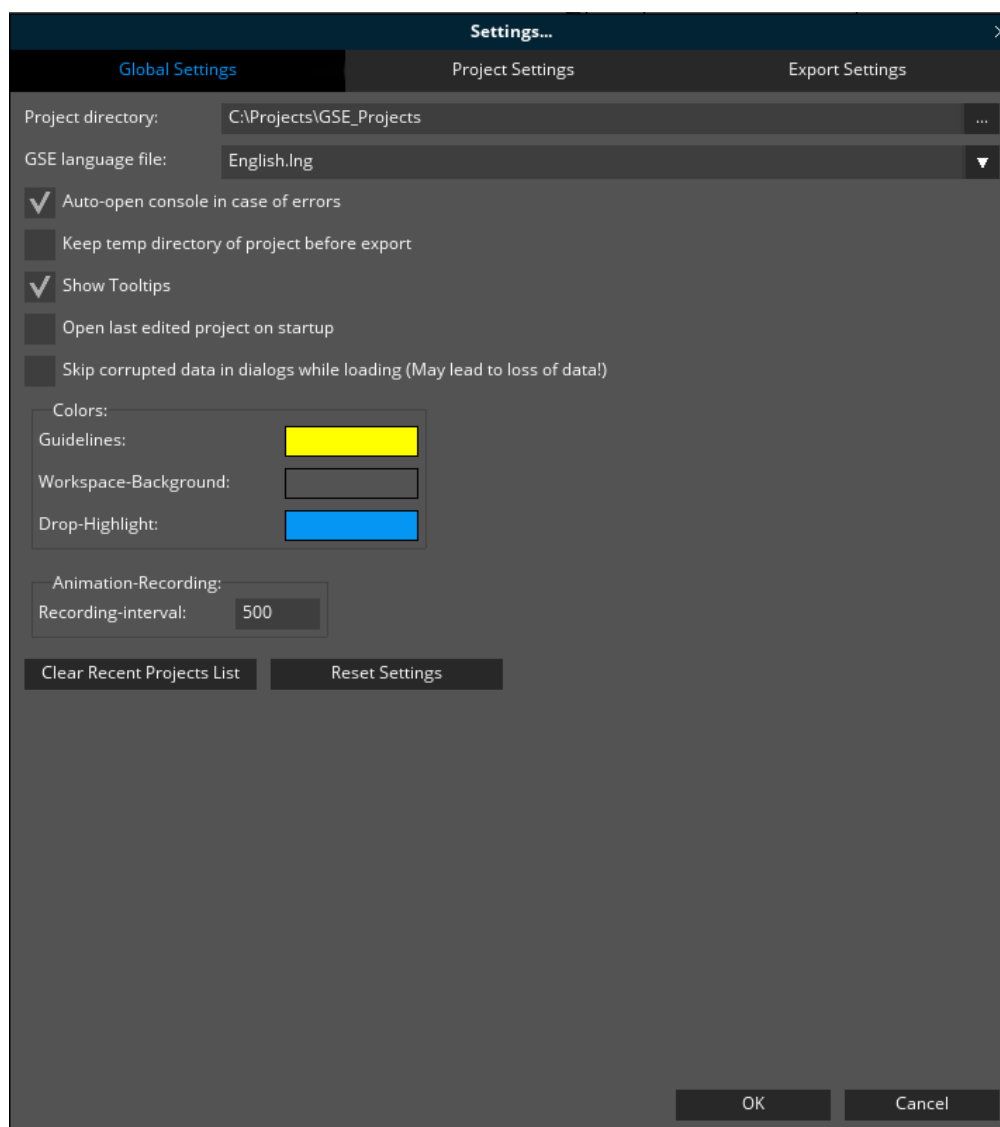 Settings...
Global Settings Project Settings Export Settings
Project directory: C:\Projects\GSE_Projects ...
GSE language file: English.lng
Auto-open console in case of errors
Keep temp directory of project before export
Show Tooltips
Open last edited project on startup
Skip corrupted data in dialogs while loading (May lead to loss of data!)
Colors:
Guidelines:
Workspace-Background:
Drop-Highlight:
Animation-Recording:
Recording-interval: 500
Clear Recent Projects List Reset Settings
OK Cancel